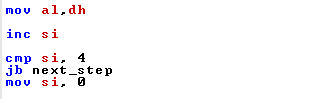 mov al,dh
inc si
cmp si, 4
jb next_step
mov si, 0